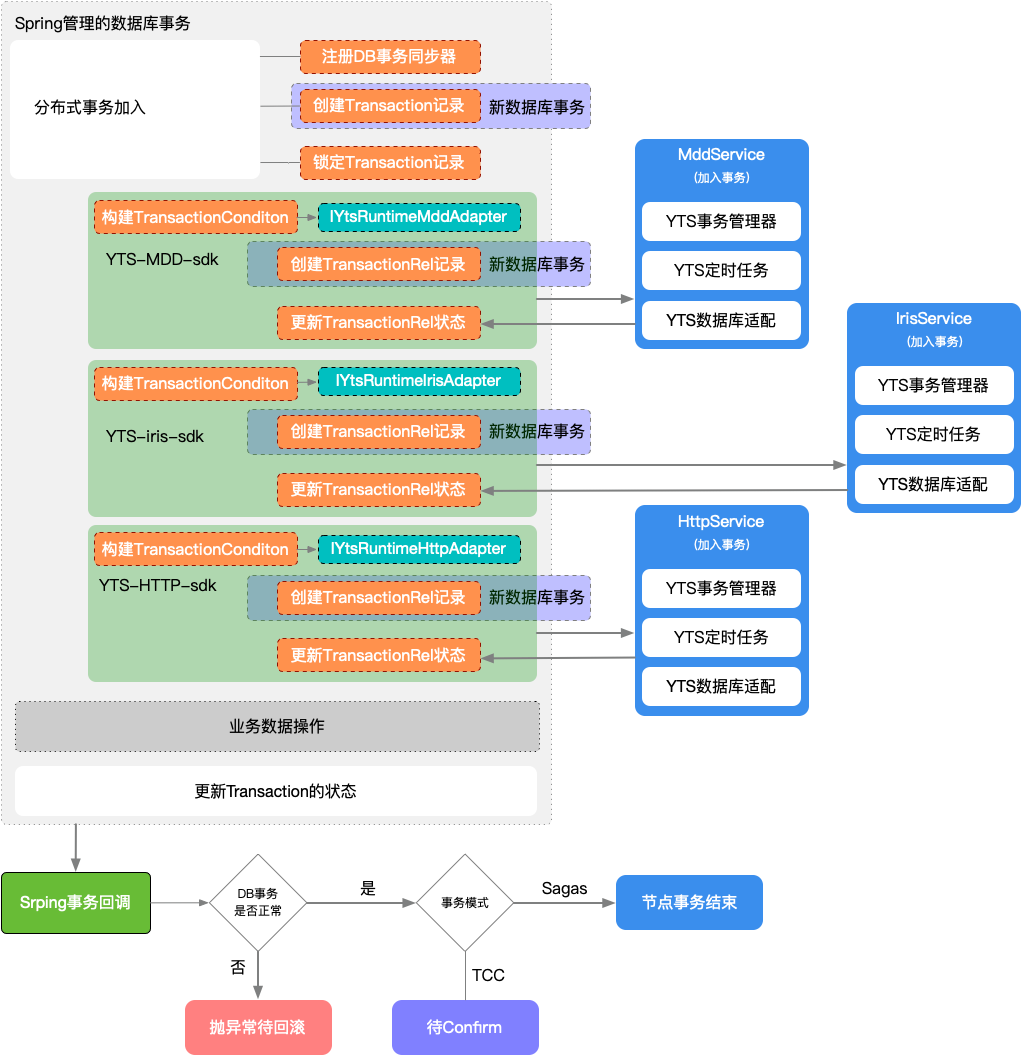 Spring管理的数据库事务
注册DB事务同步器
分布式事务加入
创建Transaction记录
新数据库事务
锁定Transaction记录
MddService
(加入事务)
YTS事务管理器
YTS定时任务
YTS数据库适配
构建TransactionConditon
IYtsRuntimeMddAdapter
YTS-MDD-sdk
创建TransactionRel记录
新数据库事务
更新TransactionRel状态
IrisService
(加入事务)
YTS事务管理器
YTS定时任务
YTS数据库适配
构建TransactionConditon
IYtsRuntimeIrisAdapter
YTS-iris-sdk
创建TransactionRel记录
新数据库事务
更新TransactionRel状态
HttpService
(加入事务)
YTS事务管理器
YTS定时任务
YTS数据库适配
构建TransactionConditon
IYtsRuntimeHttpAdapter
YTS-HTTP-sdk
创建TransactionRel记录
新数据库事务
更新TransactionRel状态
业务数据操作
更新Transaction的状态
Srping事务回调
DB事务
是否正常
是
事务模式
Sagas
节点事务结束
否
TCC
抛异常待回滚
待Confirm